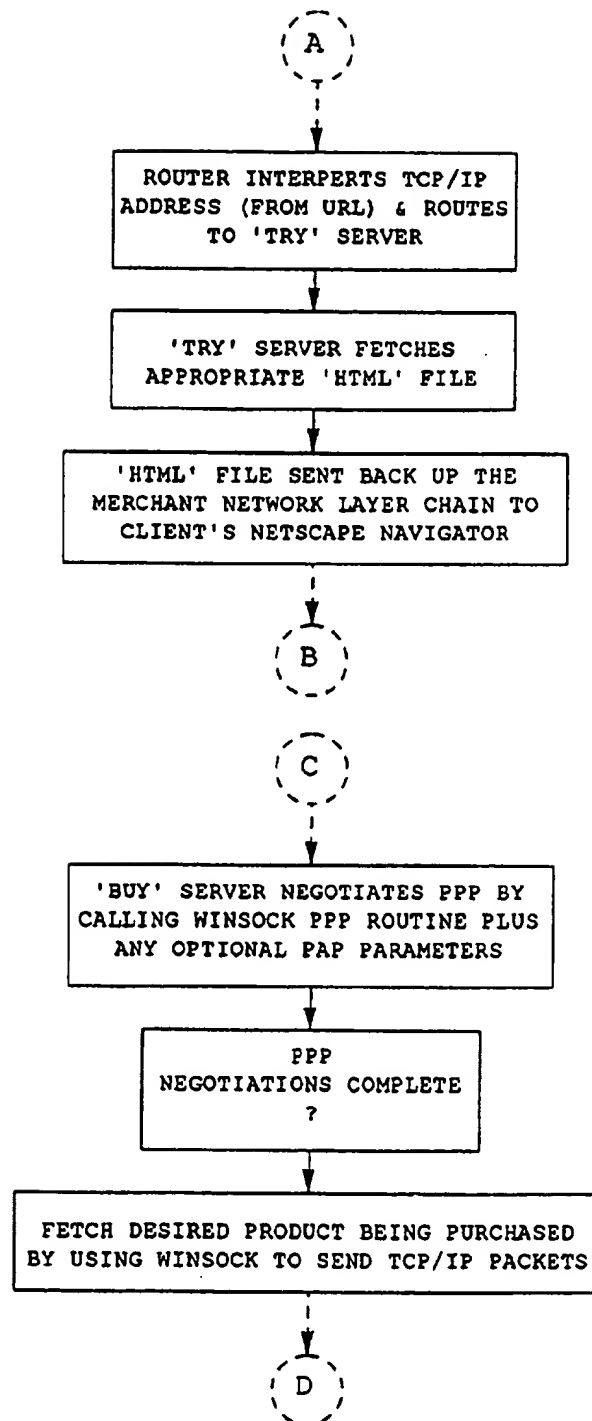 A
ROUTER INTERPERTS TCP/IP
ADDRESS (FROM URL) & ROUTES
TO 'TRY' SERVER
'TRY' SERVER FETCHES
APPROPRIATE 'HTML' FILE
'HTML' FILE SENT BACK UP THE
MERCHANT NETWORK LAYER CHAIN TO
CLIENT'S NETSCAPE NAVIGATOR
B
C
'BUY' SERVER NEGOTIATES PPP BY
CALLING WINSOCK PPP ROUTINE PLUS
ANY OPTIONAL PAP PARAMETERS
PPP
NEGOTIATIONS COMPLETE
?
FETCH DESIRED PRODUCT BEING PURCHASED
BY USING WINSOCK TO SEND TCP/IP PACKETS
D